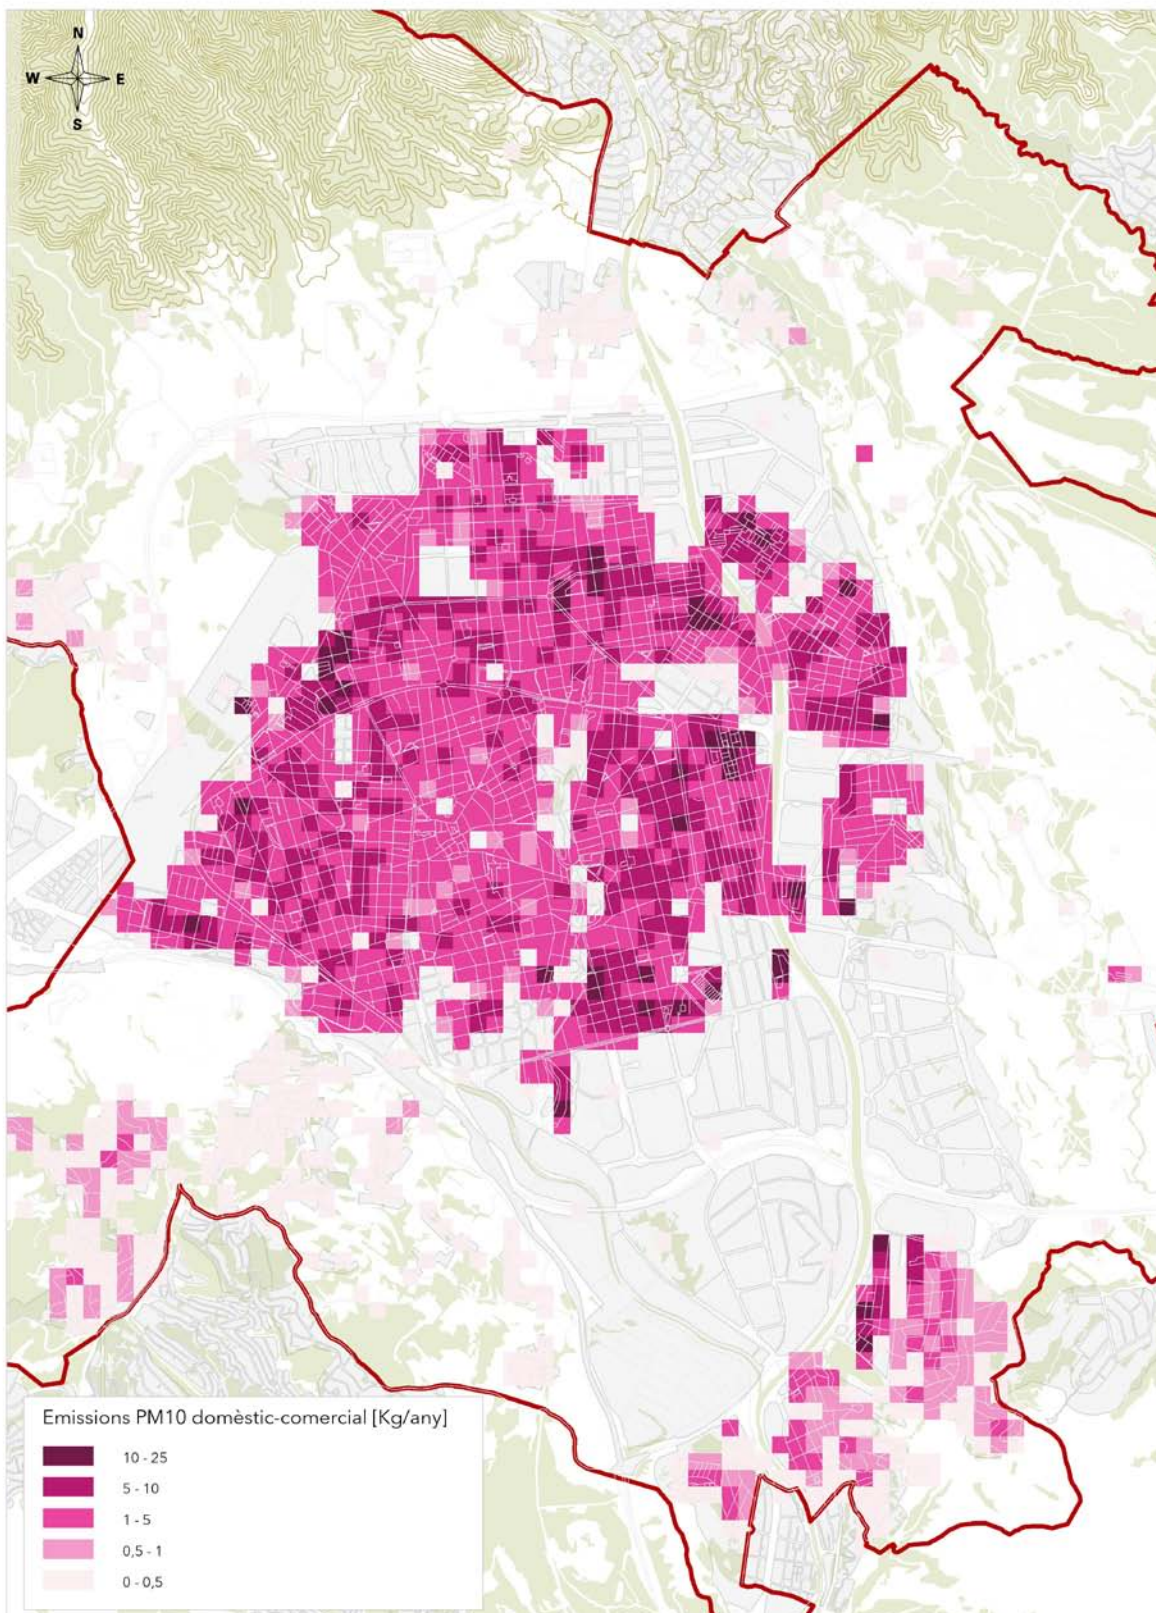 N
W E
S
Emissions PM10 domèstic-comercial [Kg/any]
10 - 25
5 - 10
1 - 5
0,5 - 1
0 - 0,5